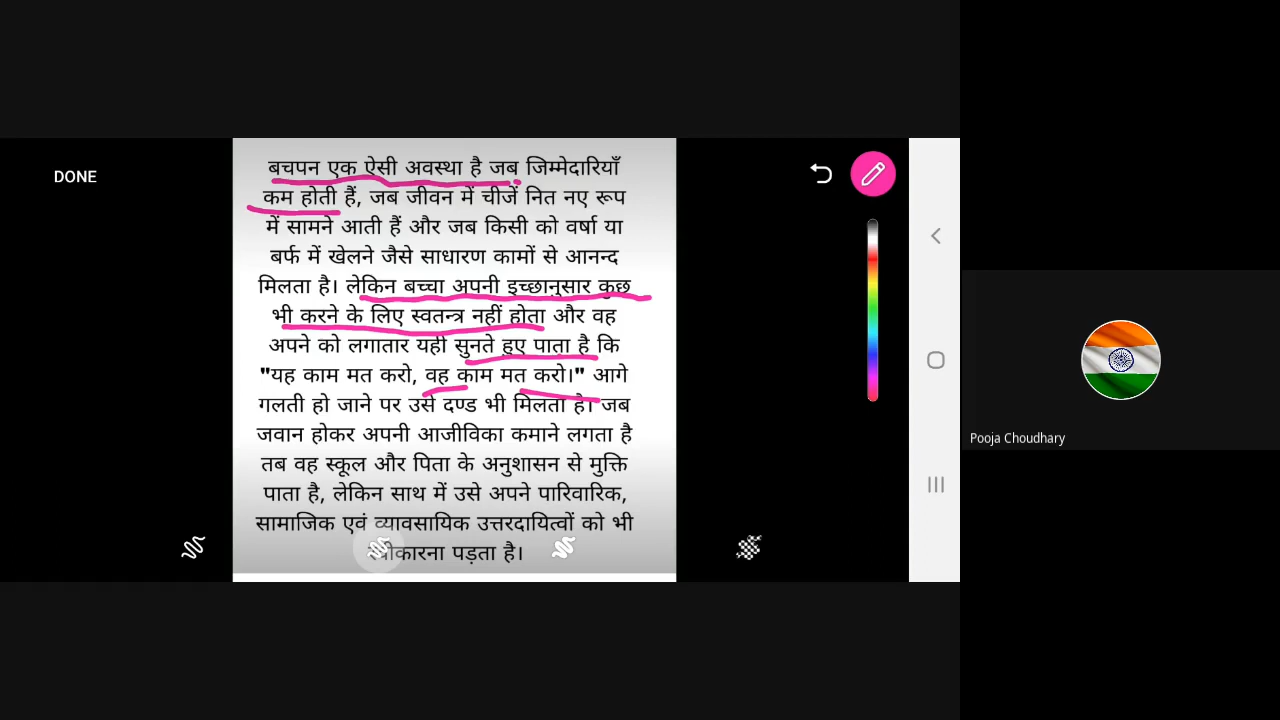 DONE
बचपन एक ऐसी अवस्था है जब जिम्मेदारियाँ
कम होती हैं, जब जीवन में चीजें नित नए रूप
में सामने आती हैं और जब किसी को वर्षा या
बर्फ में खेलने जैसे साधारण कामों से आनन्द
मिलता है। लेकिन बच्चा अपनी इच्छानुसार कुछ
भी करने के लिए स्वतन्त्र नहीं होता और वह
अपने को लगातार यही सुनते हुए पाता है कि
"यह काम मत करो, वह काम मत करो।" आगे
गलती हो जाने पर उसे दण्ड भी मिलता है। जब
जवान होकर अपनी आजीविका कमाने लगता है
तब वह स्कूल और पिता के अनुशासन से मुक्ति
पाता है, लेकिन साथ में उसे अपने पारिवारिक,
सामाजिक एवं व्यावसायिक उत्तरदायित्वों को भी
स्वीकारना पड़ता है।
Pooja Choudhary